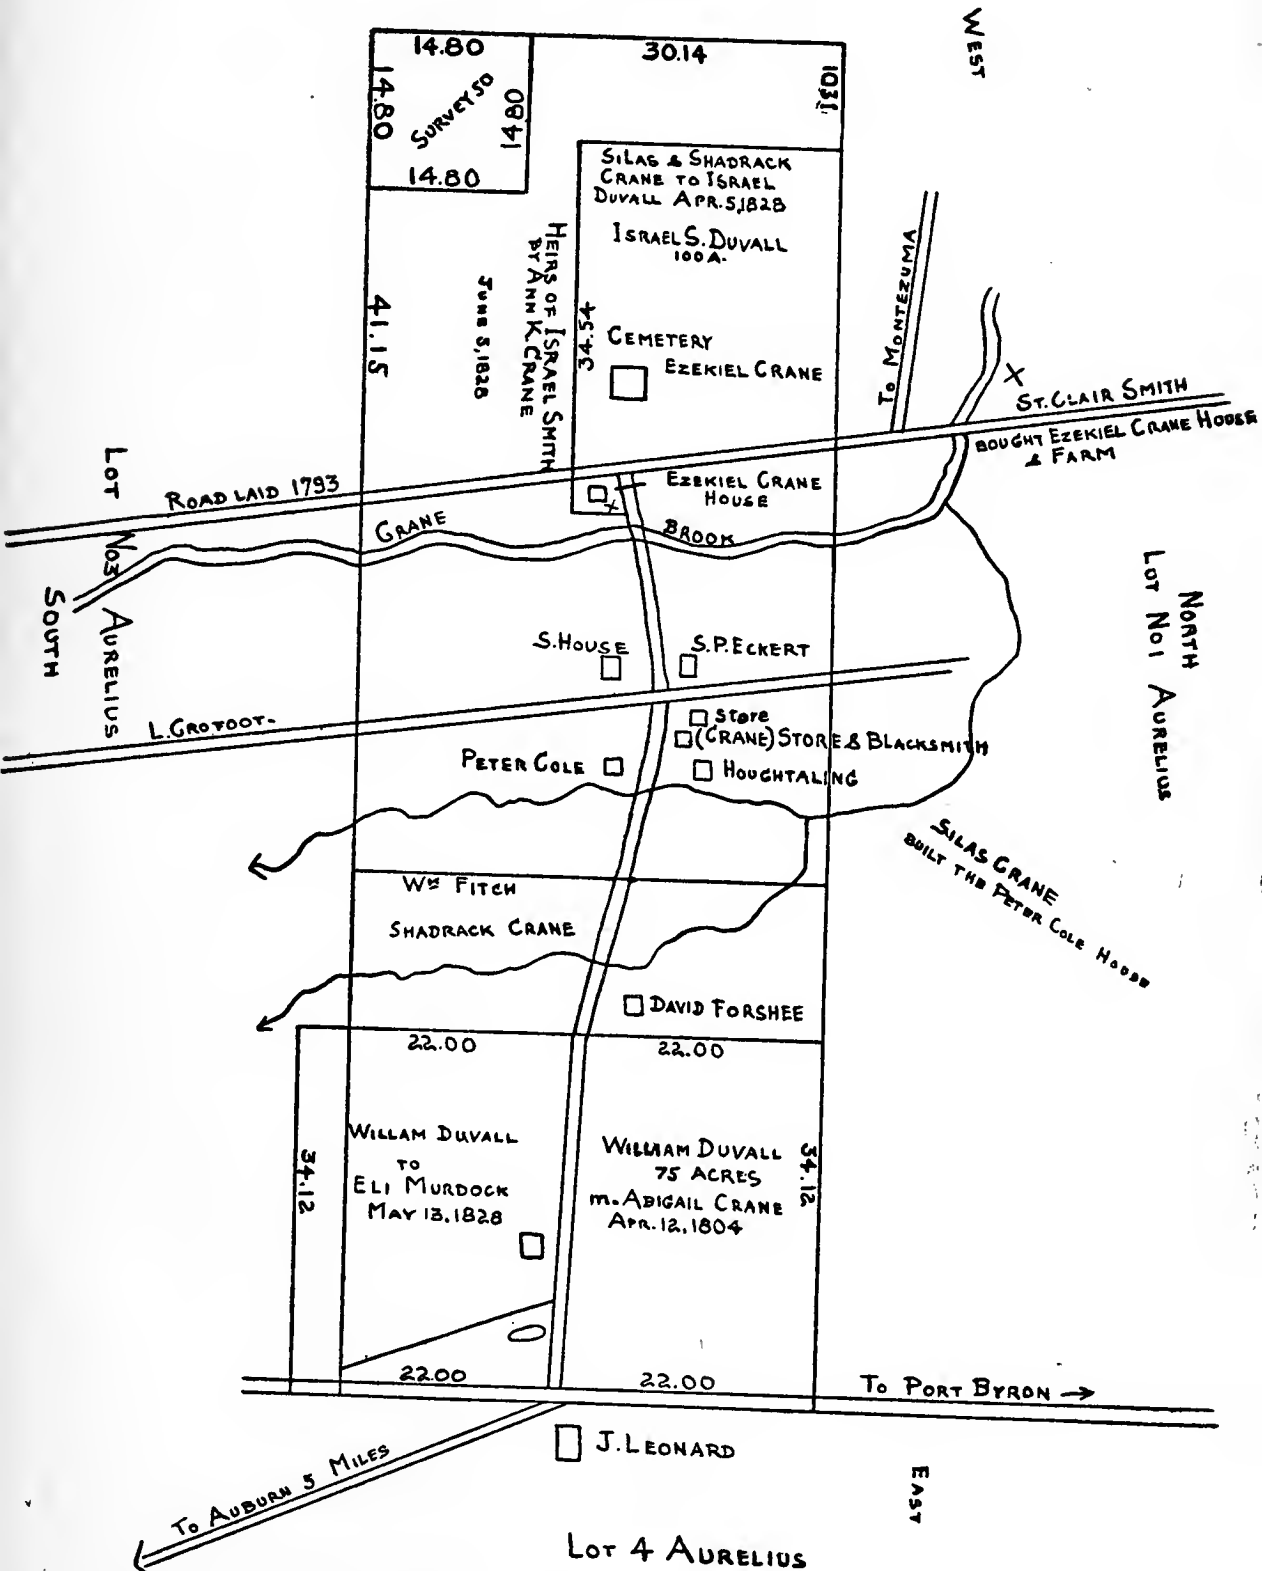 WEST
14.80
30.14
14.80
SURVEY 50
14.80
10.31
14.80
SILAS & SHADRACK
CRANE TO ISRAEL
DUVALL APR. 5, 1828
ISRAEL S. DUVALL
100 A.
HEIRS OF ISRAEL SMITH
BY ANN K. CRANE
JUNE 5, 1828
41.15
34.54
CEMETERY
EZEKIEL CRANE
TO MONTEZUMA
X
ST. CLAIR SMITH
BOUGHT EZEKIEL CRANE HOUSE
& FARM
ROAD LAID 1793
EZEKIEL CRANE
HOUSE
X
CRANE BROOK
LOT NO 3 AURELIUS
SOUTH
NORTH
LOT NO 1 AURELIUS
S. HOUSE
S. P. ECKERT
L. CROFOOT-
Store
(CRANE) STORE & BLACKSMITH
PETER COLE
HOUGHTALING
SILAS CRANE
BUILT THE PETER COLE HOUSE
Wm FITCH
SHADRACK CRANE
DAVID FORSHEE
22.00
22.00
34.12
WILLAM DUVALL
TO
ELI MURDOCK
MAY 13, 1828
WILLIAM DUVALL
75 ACRES
m. ABIGAIL CRANE
APR. 12, 1804
34.12
22.00
22.00
TO PORT BYRON →
J. LEONARD
TO AUBURN 5 MILES
EAST
LOT 4 AURELIUS